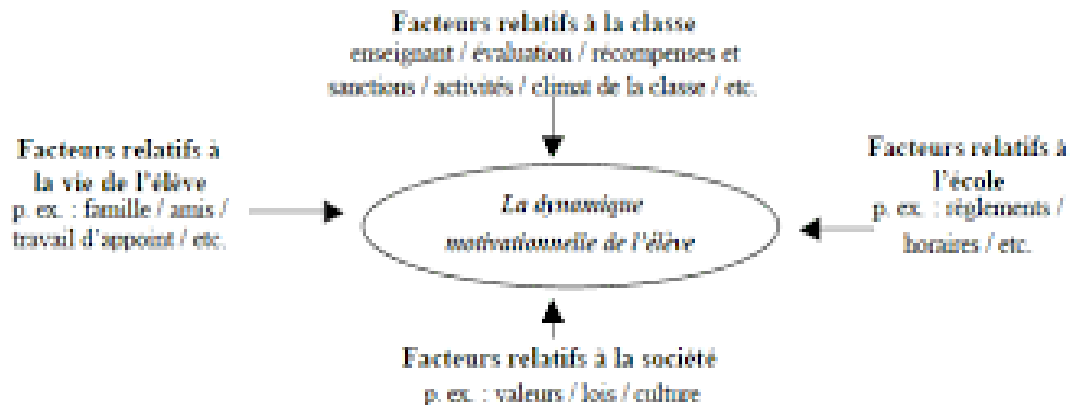 Facteurs relatifs à la classe
enseignant / évaluation / récompenses et
sanctions / activités / climat de la classe / etc.
Facteurs relatifs à
la vie de l'élève
p. ex. : famille / amis /
travail d'appoint / etc.
La dynamique
motivationnelle de l'élève
Facteurs relatifs à
l'école
p. ex. : règlements /
horaires / etc.
Facteurs relatifs à la société
p. ex. : valeurs / lois / culture